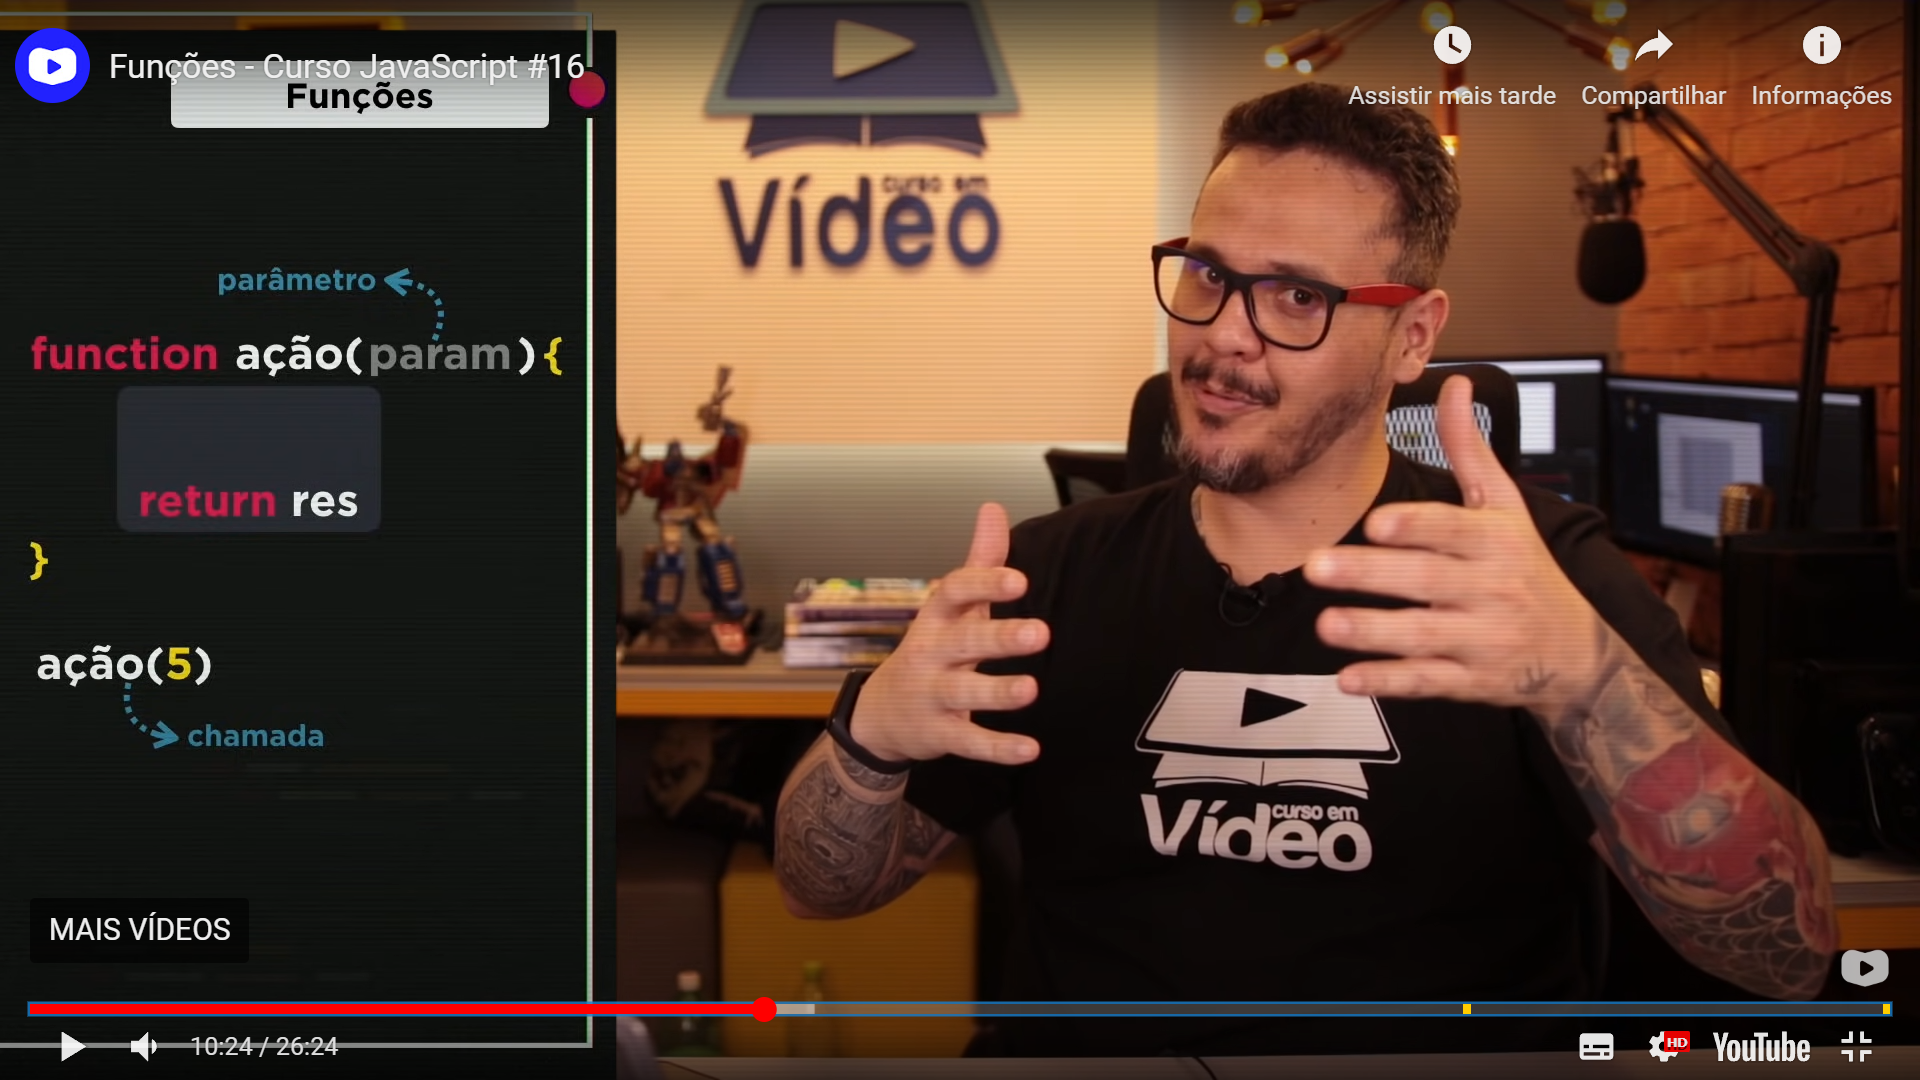 Funções - Curso JavaScript #16
Assistir mais tarde
Compartilhar
Informações
Funções
curso em
Vídeo
parâmetro
function ação(param){
return res
}
ação(5)
chamada
curso em
Vídeo
MAIS VÍDEOS
10:24 / 26:24
HD
YouTube